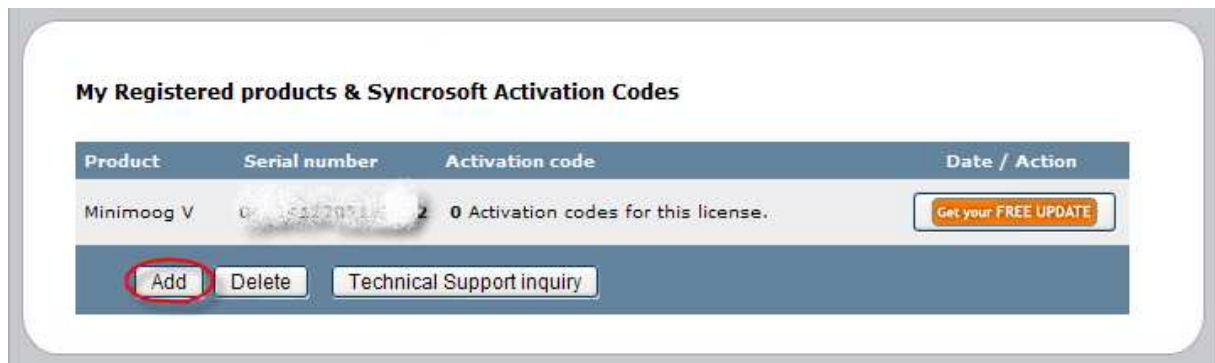 My Registered products & Syncrosoft Activation Codes
Product Serial number Activation code Date / Action
Minimoog V 0 Activation codes for this license. Get your FREE UPDATE
Add Delete Technical Support inquiry